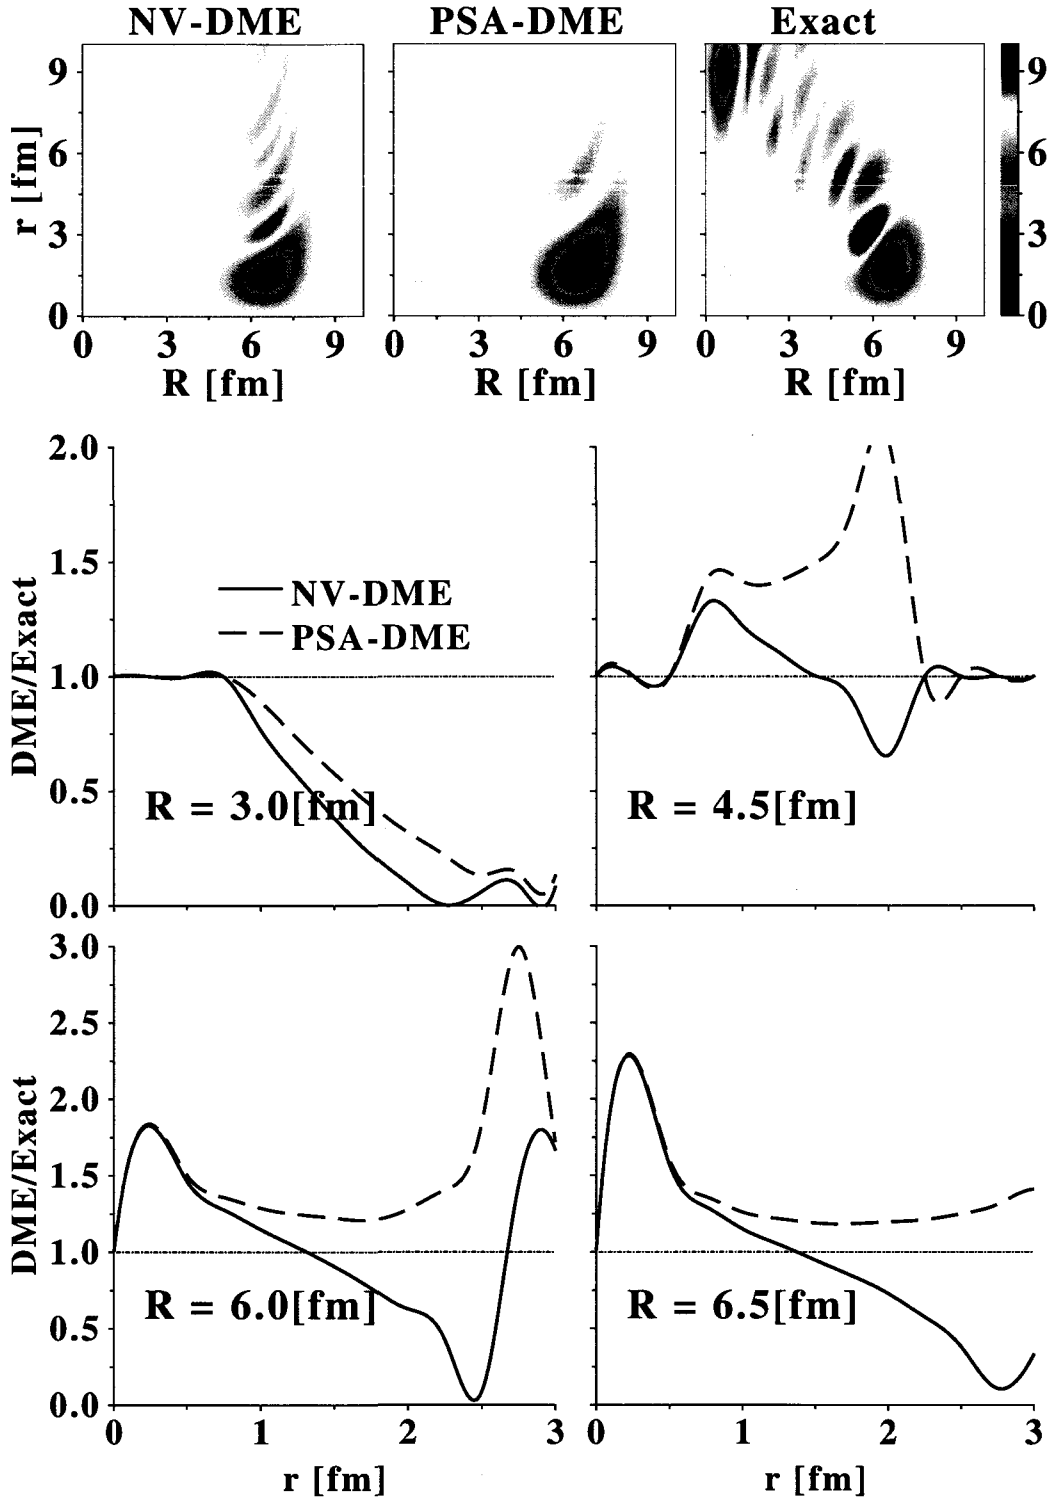 NV-DME PSA-DME Exact
9 9
6 6
r [fm]
3 3
0 0
0 3 6 9 0 3 6 9 0 3 6 9
R [fm] R [fm] R [fm]
2.0
1.5
NV-DME
PSA-DME
DME/Exact
1.0
0.5
R = 3.0[fm] R = 4.5[fm]
0.0
3.0
2.5
2.0
DME/Exact
1.5
1.0
R = 6.0[fm] R = 6.5[fm]
0.5
0.0
0 1 2 3 0 1 2 3
r [fm] r [fm]